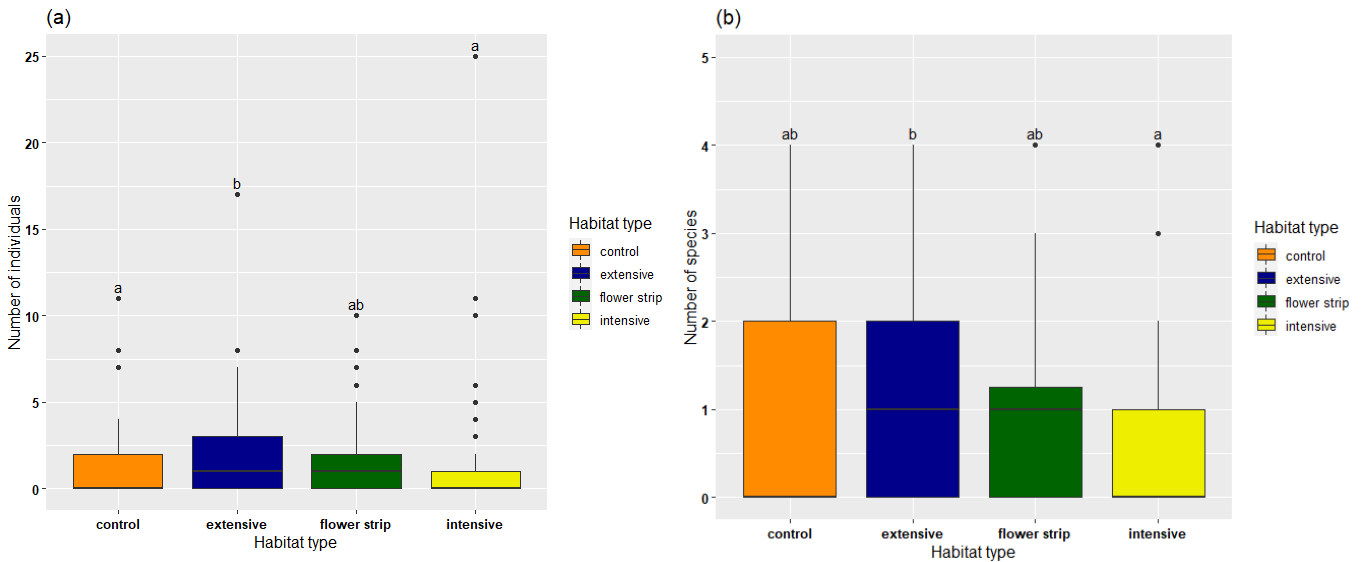 (a)
Number of individuals
25
20
15
10
5
0
a
b
ab
a
control
extensive
flower strip
intensive
Habitat type
Habitat type
control
extensive
flower strip
intensive
(b)
Number of species
5
4
3
2
1
0
ab
b
ab
a
control
extensive
flower strip
intensive
Habitat type
Habitat type
control
extensive
flower strip
intensive